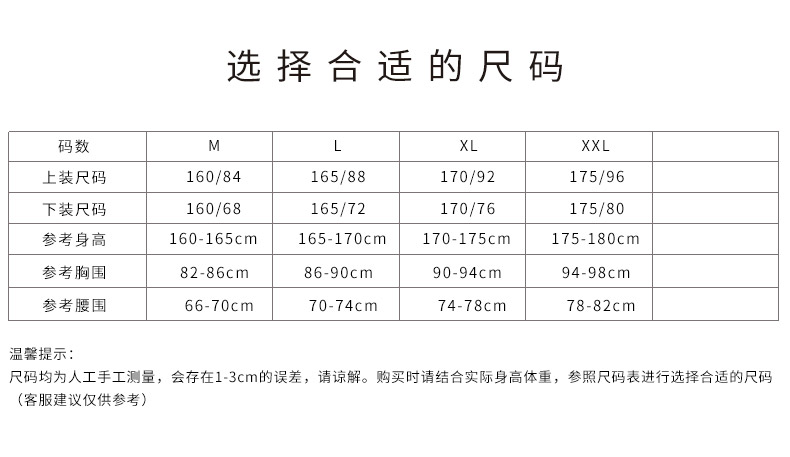 选择合适的尺码
码数 M L XL XXL
上装尺码 160/84 165/88 170/92 175/96
下装尺码 160/68 165/72 170/76 175/80
参考身高 160-165cm 165-170cm 170-175cm 175-180cm
参考胸围 82-86cm 86-90cm 90-94cm 94-98cm
参考腰围 66-70cm 70-74cm 74-78cm 78-82cm
温馨提示：
尺码均为人工手工测量，会存在1-3cm的误差，请谅解。购买时请结合实际身高体重，参照尺码表进行选择合适的尺码
（客服建议仅供参考）